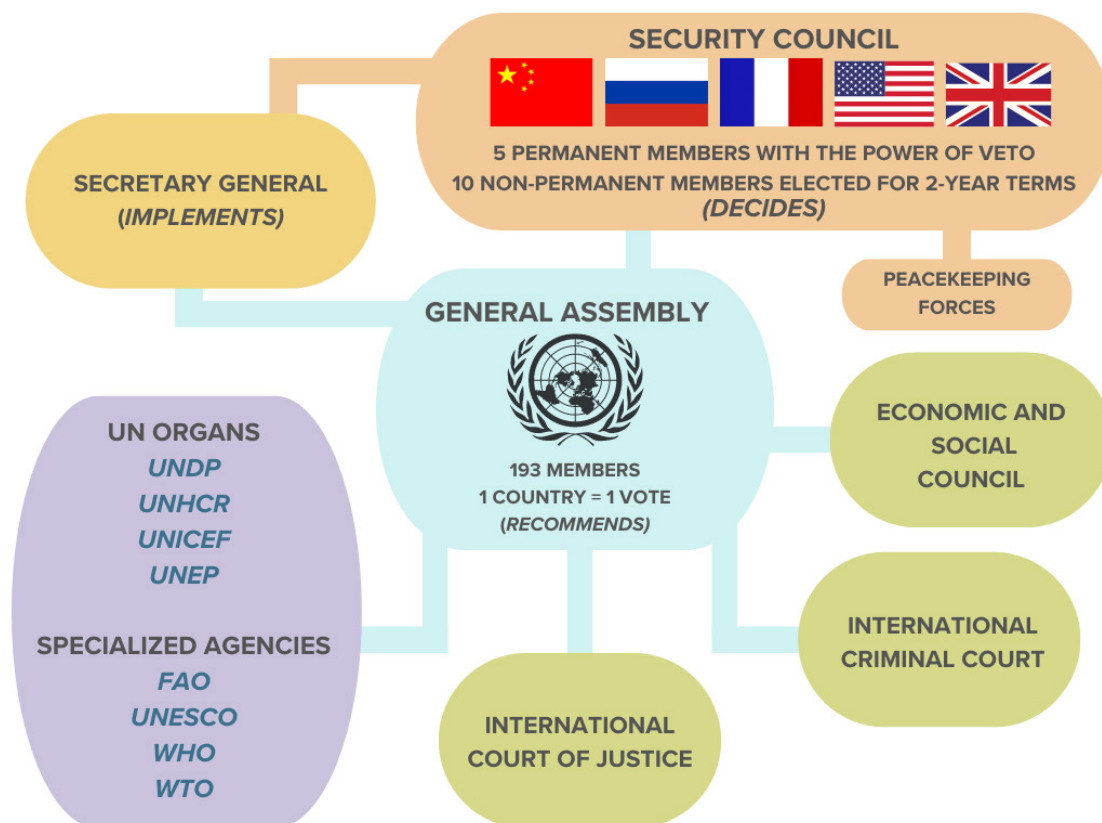 SECURITY COUNCIL
5 PERMANENT MEMBERS WITH THE POWER OF VETO
10 NON-PERMANENT MEMBERS ELECTED FOR 2-YEAR TERMS
(DECIDES)
SECRETARY GENERAL
(IMPLEMENTS)
PEACEKEEPING
FORCES
GENERAL ASSEMBLY
193 MEMBERS
1 COUNTRY = 1 VOTE
(RECOMMENDS)
ECONOMIC AND
SOCIAL
COUNCIL
UN ORGANS
UNDP
UNHCR
UNICEF
UNEP
SPECIALIZED AGENCIES
FAO
UNESCO
WHO
WTO
INTERNATIONAL
CRIMINAL COURT
INTERNATIONAL
COURT OF JUSTICE